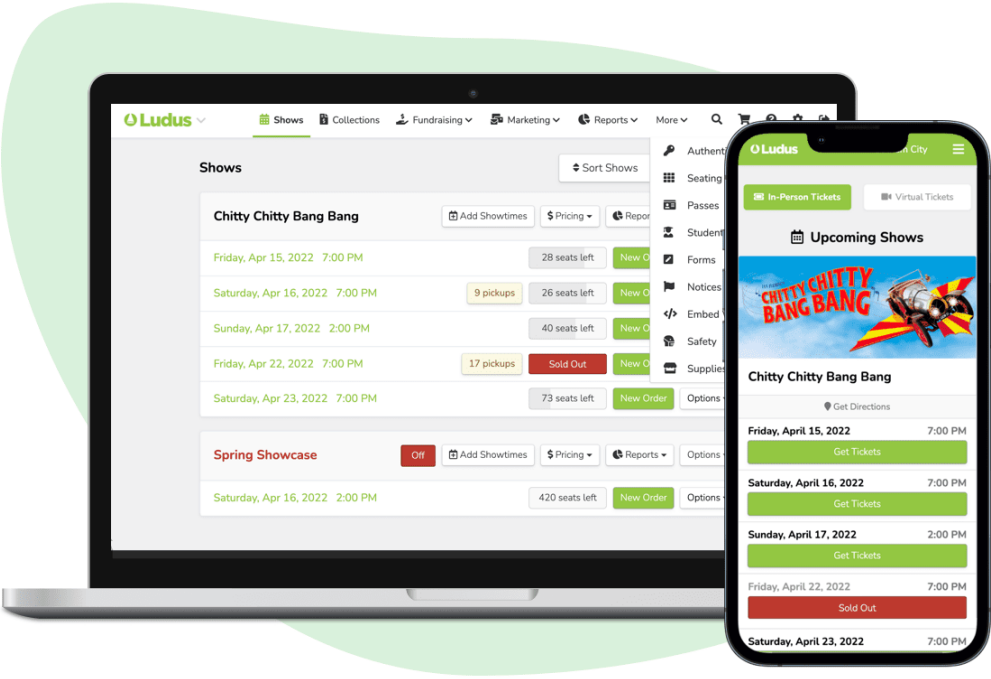 Ludus Shows Collections Fundraising Marketing Reports More
Shows Sort Shows
Chitty Chitty Bang Bang Add Showtimes $ Pricing
Friday, Apr 15, 2022 7:00 PM 28 seats left New
Saturday, Apr 16, 2022 7:00 PM 9 pickups 26 seats left New
Sunday, Apr 17, 2022 2:00 PM 40 seats left New
Friday, Apr 22, 2022 7:00 PM 17 pickups Sold Out New
Saturday, Apr 23, 2022 7:00 PM 73 seats left New Order Options
Spring Showcase Off Add Showtimes $ Pricing Reports Options
Saturday, Apr 16, 2022 2:00 PM 420 seats left New Order Options
Seating
Passes
Student
Forms
Notices
</> Embed
Safety
Supplies
Ludus City
In-Person Tickets Virtual Tickets
Upcoming Shows
CHITTY CHITTY
BANG BANG
Chitty Chitty Bang Bang
Get Directions
Friday, April 15, 2022 7:00 PM
Get Tickets
Saturday, April 16, 2022 7:00 PM
Get Tickets
Sunday, April 17, 2022 2:00 PM
Get Tickets
Friday, April 22, 2022 7:00 PM
Sold Out
Saturday, April 23, 2022 7:00 PM